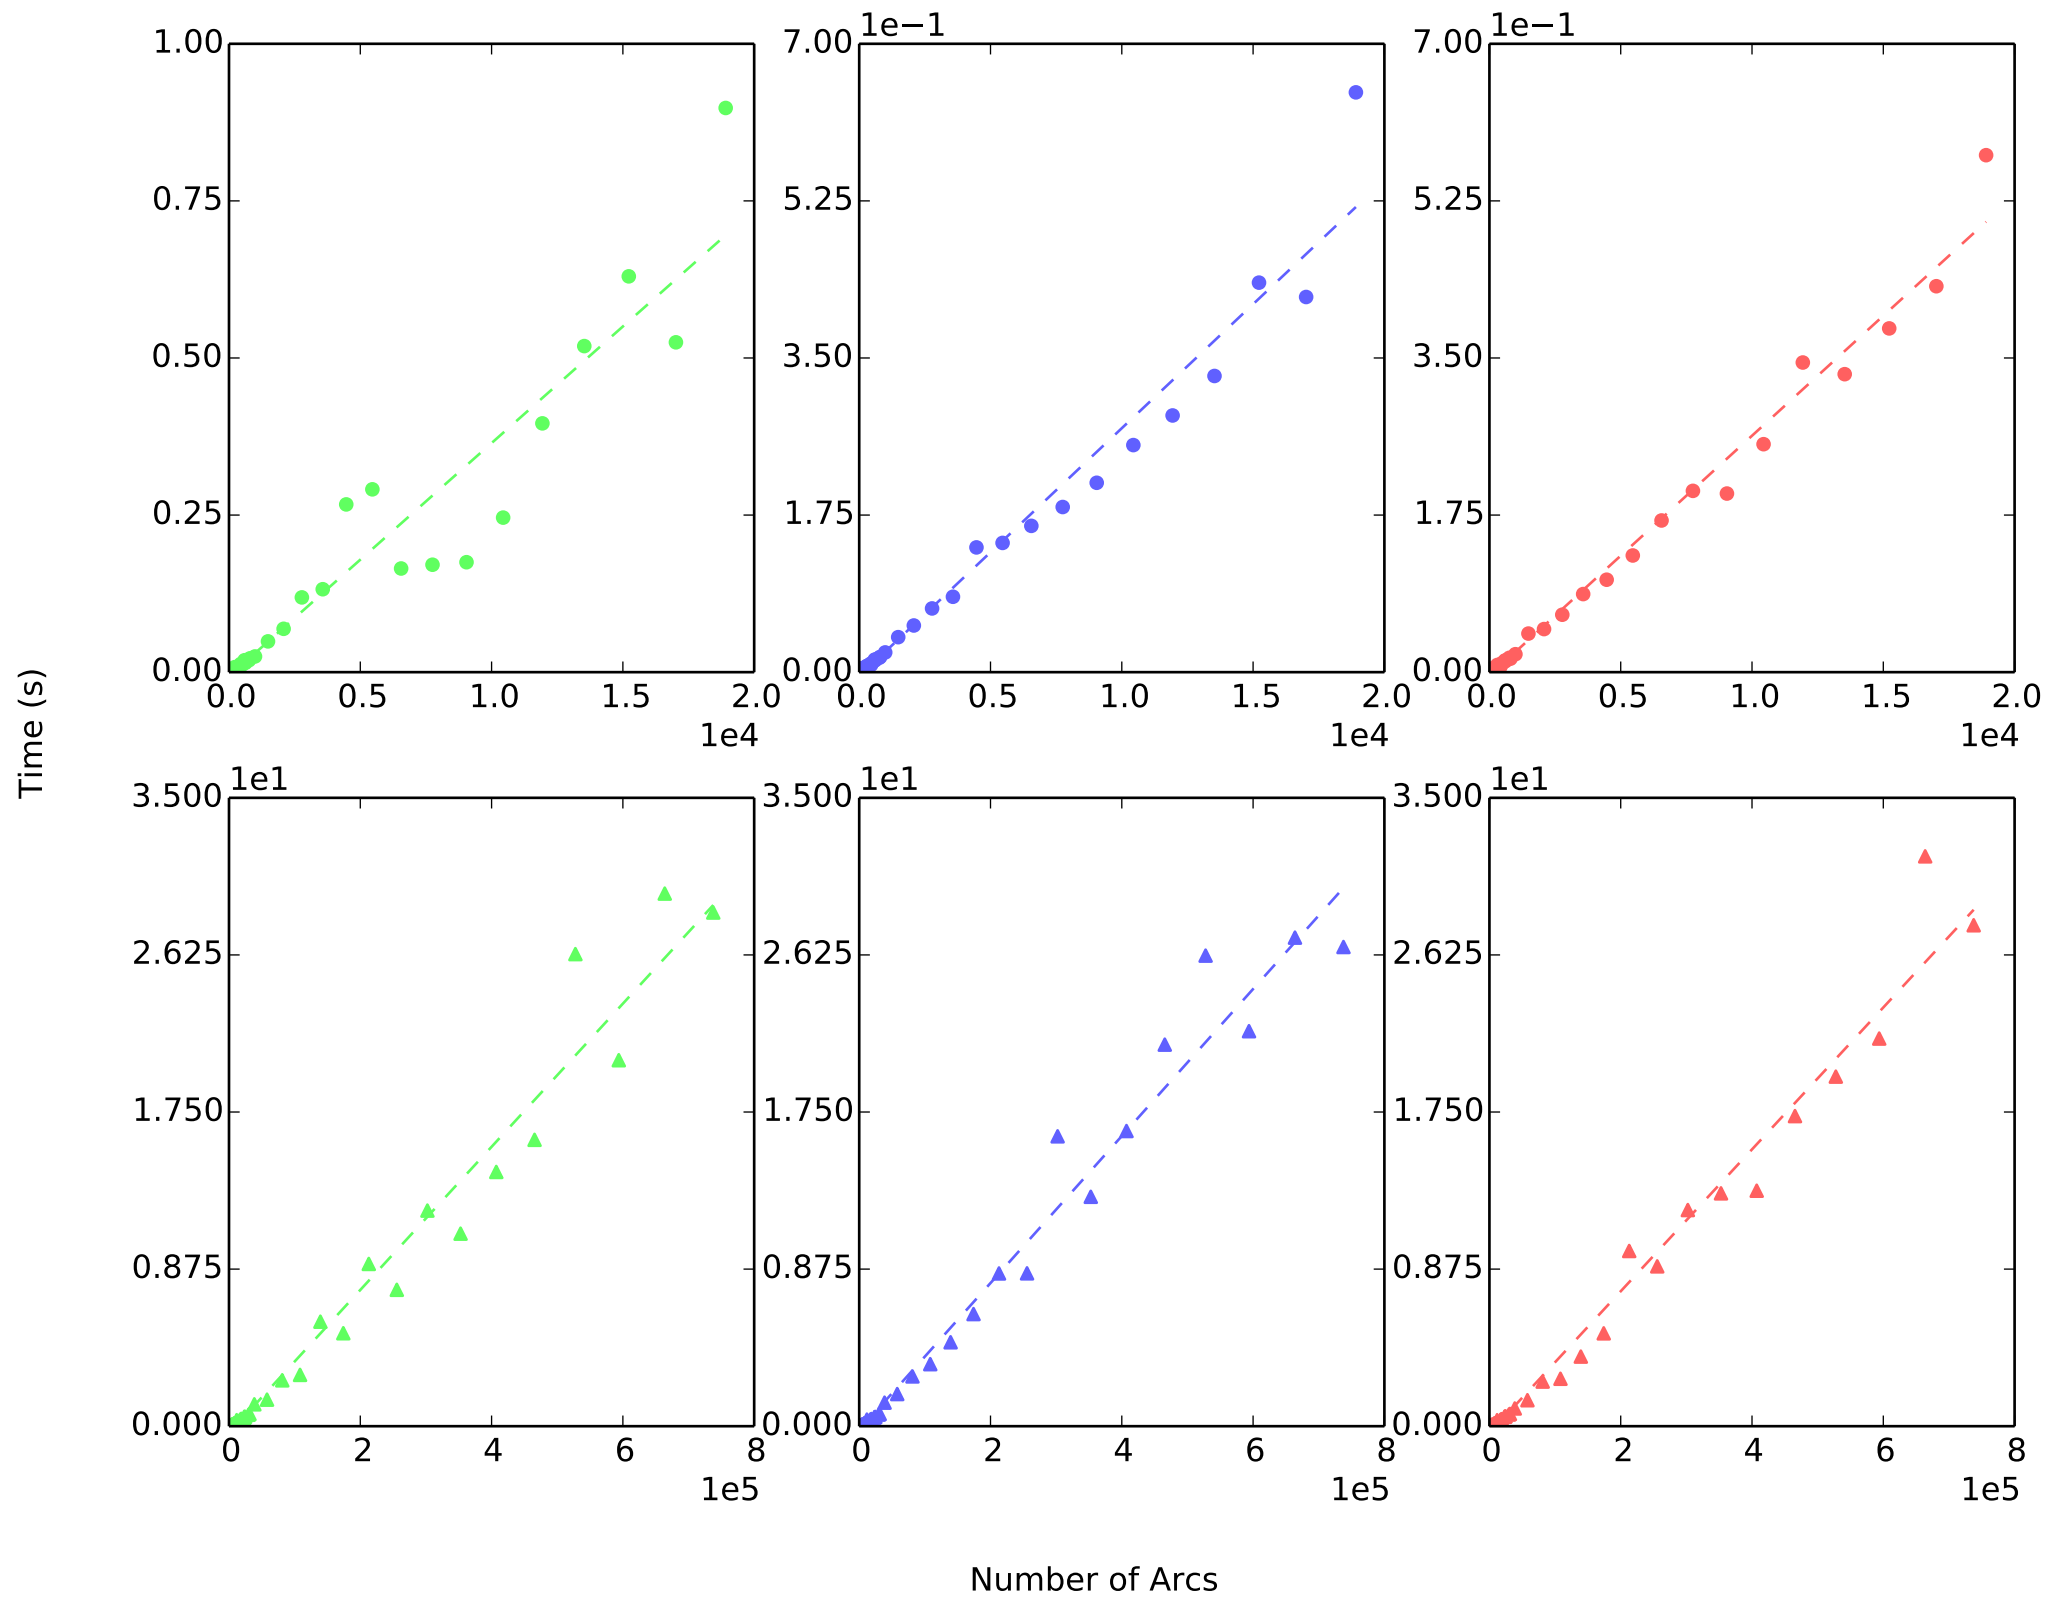 1e−1 1e−1
1.00 7.00 7.00
0.75 5.25 5.25
0.50 3.50 3.50
0.25 1.75 1.75
0.00 0.00 0.00
0.0 0.5 1.0 1.5 2.0 0.0 0.5 1.0 1.5 2.0 0.0 0.5 1.0 1.5 2.0
1e4 1e4 1e4
Time (s)
1e1 1e1 1e1
3.500 3.500 3.500
2.625 2.625 2.625
1.750 1.750 1.750
0.875 0.875 0.875
0.000 0.000 0.000
0 2 4 6 8 0 2 4 6 8 0 2 4 6 8
1e5 1e5 1e5
Number of Arcs